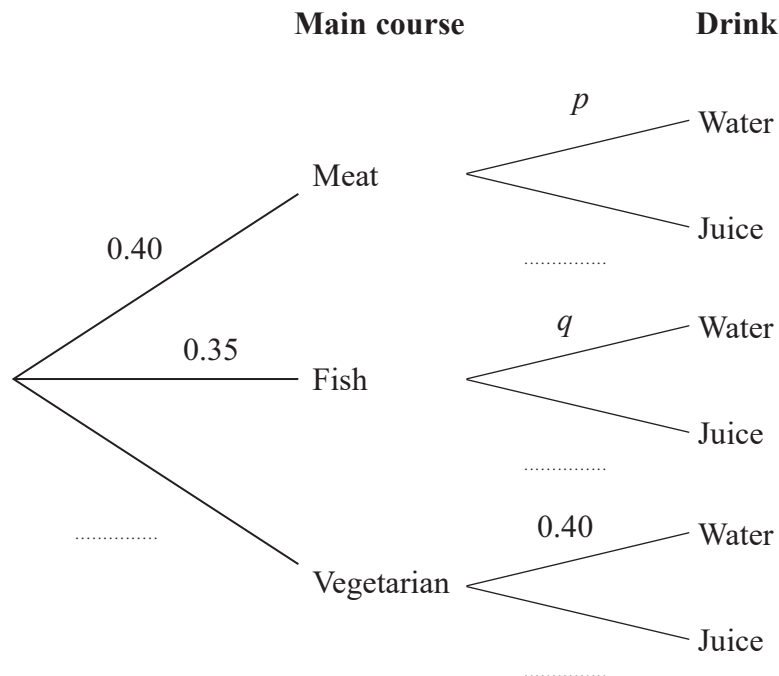 Main course Drink
p
Water
Meat
0.40
Juice
...............
q
Water
0.35
Fish
Juice
...............
0.40
Water
...............
Vegetarian
Juice
...............